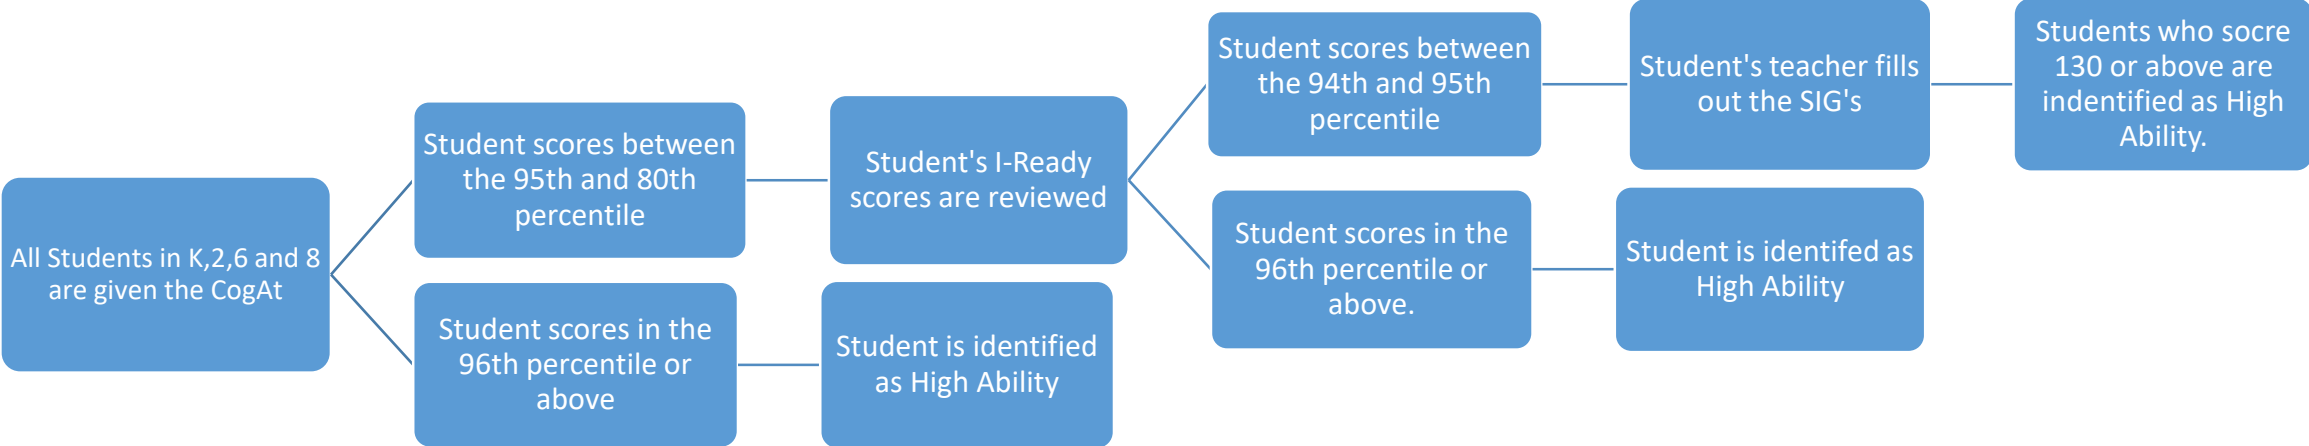 All Students in K,2,6 and 8
are given the CogAt
Student scores between
the 95th and 80th
percentile
Student's I-Ready
scores are reviewed
Student scores between
the 94th and 95th
percentile
Student's teacher fills
out the SIG's
Students who socre
130 or above are
indentified as High
Ability.
Student scores in the
96th percentile or
above.
Student is identifed as
High Ability
Student scores in the
96th percentile or
above
Student is identified
as High Ability